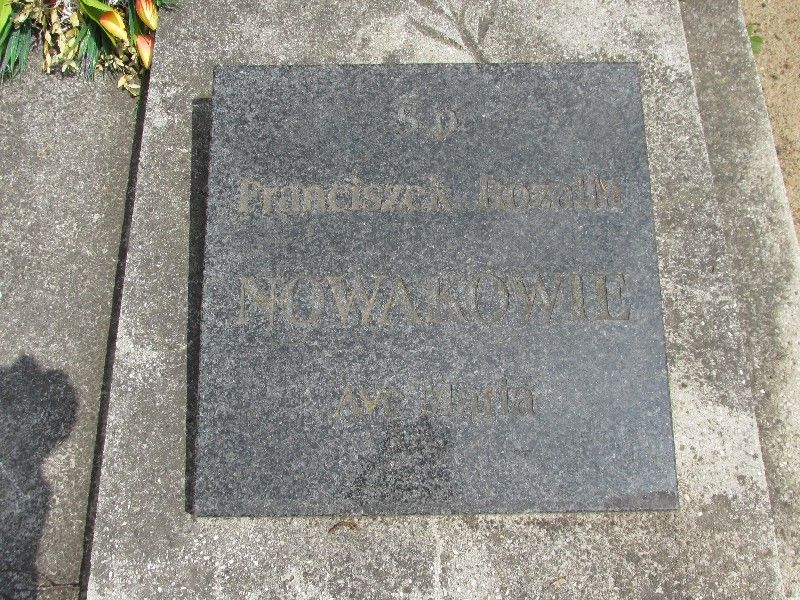 Ś.p.
Franciszek Rozalia
NOWAKOWIE
Ave Maria